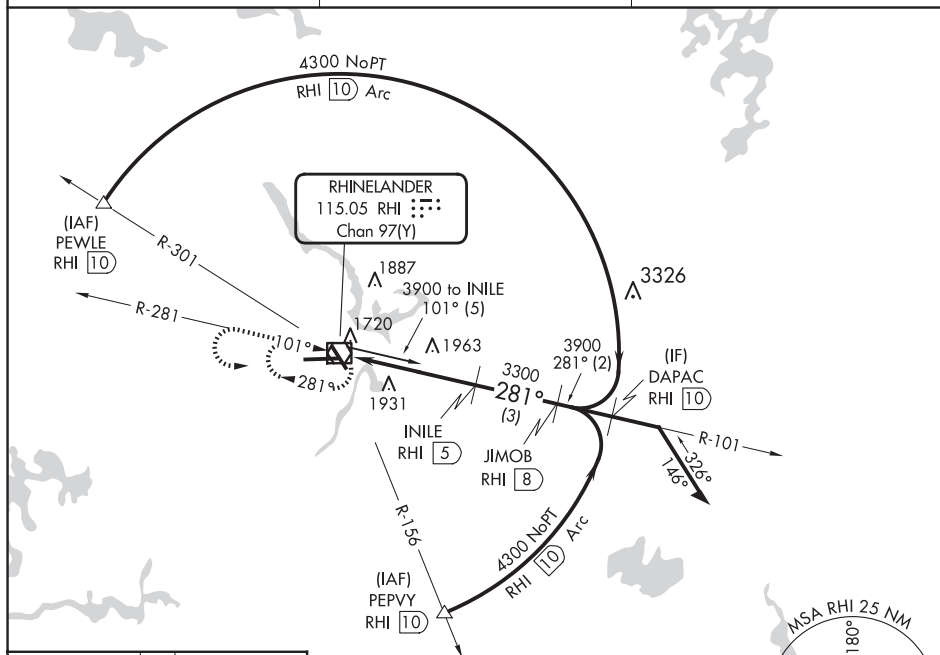 4300 NoPT
RHI 10 Arc
RHINELANDER
115.05 RHI
Chan 97(Y)
(IAF)
PEWLE
RHI 10
R-301
R-281
1887
3900 to INILE
101° (5)
3326
1720
101°
1963
281°
1931
3900
281° (2)
3300
281°
(3)
(IF)
DAPAC
RHI 10
INILE
RHI 5
JIMOB
RHI 8
R-101
326°
146°
R-156
4300 NoPT
RHI 10 Arc
(IAF)
PEPVY
RHI 10
MSA RHI 25 NM
180°